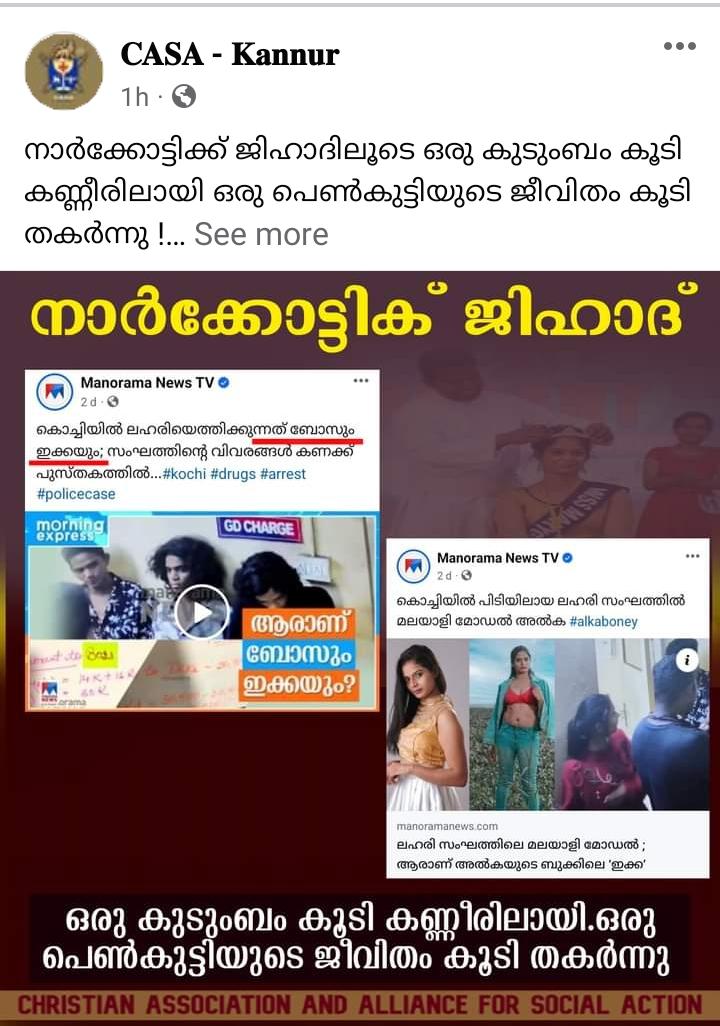 CASA - Kannur
1h ·
നാർക്കോട്ടിക്ക് ജിഹാദിലൂടെ ഒരു കുടുംബം കൂടി
കണ്ണീരിലായി ഒരു പെൺകുട്ടിയുടെ ജീവിതം കൂടി
തകർന്നു !... See more
നാർക്കോട്ടിക് ജിഹാദ്
Manorama News TV
2 d ·
കൊച്ചിയിൽ ലഹരിയെത്തിക്കുന്നത് ബോസും
ഇക്കയും; സംഘത്തിന്റെ വിവരങ്ങൾ കണക്ക്
പുസ്തകത്തിൽ...#kochi #drugs #arrest
#policecase
morning
express
GD CHARGE
ആരാണ്
ബോസും
ഇക്കയും?
Manorama News TV
2 d ·
കൊച്ചിയിൽ പിടിയിലായ ലഹരി സംഘത്തിൽ
മലയാളി മോഡൽ അൽക #alkaboney
manoramanews.com
ലഹരി സംഘത്തിലെ മലയാളി മോഡൽ ;
ആരാണ് അൽകയുടെ ബുക്കിലെ 'ഇക്ക'
ഒരു കുടുംബം കൂടി കണ്ണീരിലായി.ഒരു
പെൺകുട്ടിയുടെ ജീവിതം കൂടി തകർന്നു
CHRISTIAN ASSOCIATION AND ALLIANCE FOR SOCIAL ACTION